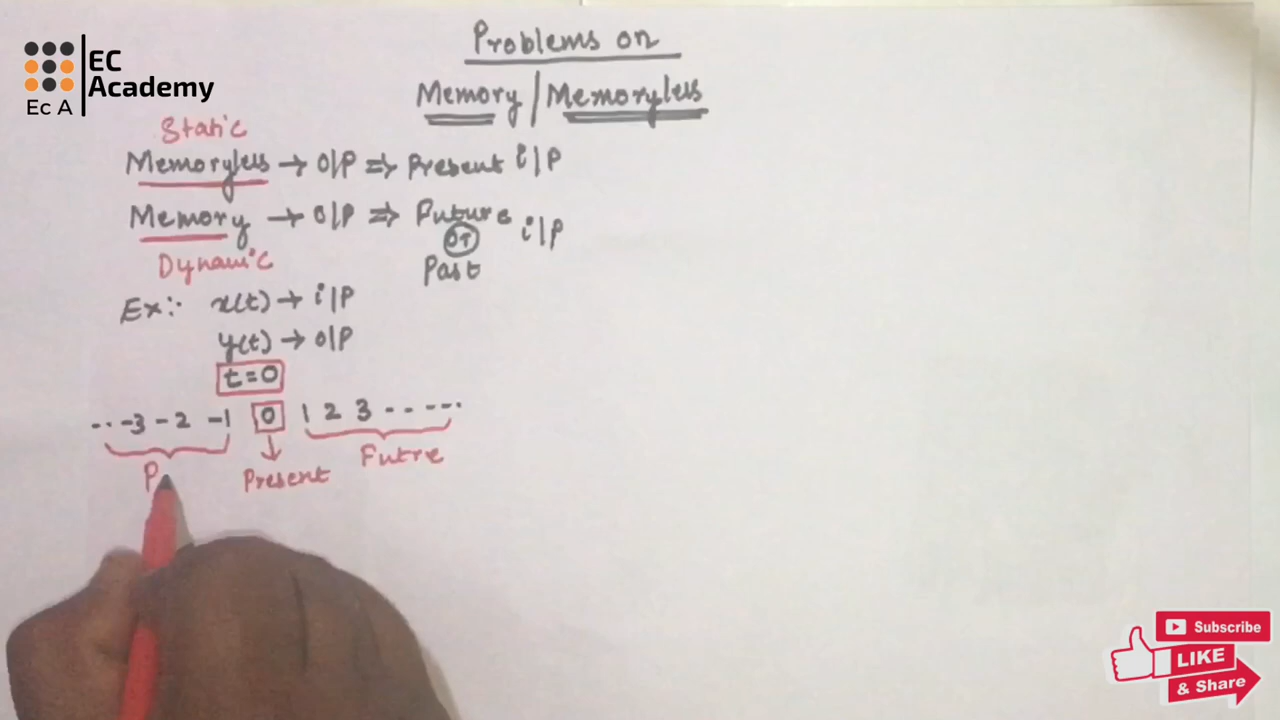 EC
Academy
Ec A
Problems on
Memory / Memoryless
Static
Memoryless → O|P ⇒ Present i|P
Memory → O|P ⇒ Future
or i|P
Past
Dynamic
Ex:- x(t) → i|P
y(t) → O|P
t=0
.. -3 -2 -1 0 1 2 3 - - - - ..
P Present Futre
Subscribe
LIKE
& Share